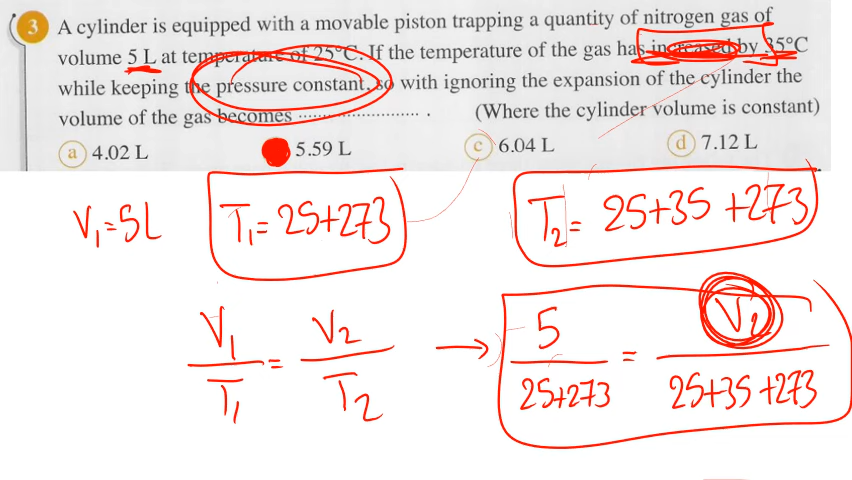 3 A cylinder is equipped with a movable piston trapping a quantity of nitrogen gas of
volume 5 L at temperature of 25°C. If the temperature of the gas has increased by 35°C
while keeping the pressure constant, so with ignoring the expansion of the cylinder the
volume of the gas becomes .......................... . (Where the cylinder volume is constant)
a 4.02 L 5.59 L c 6.04 L d 7.12 L
V₁=5L T₁=25+273 T₂=25+35+273
V₁/T₁ = V₂/T₂ → 5/(25+273) = V₂/(25+35+273)